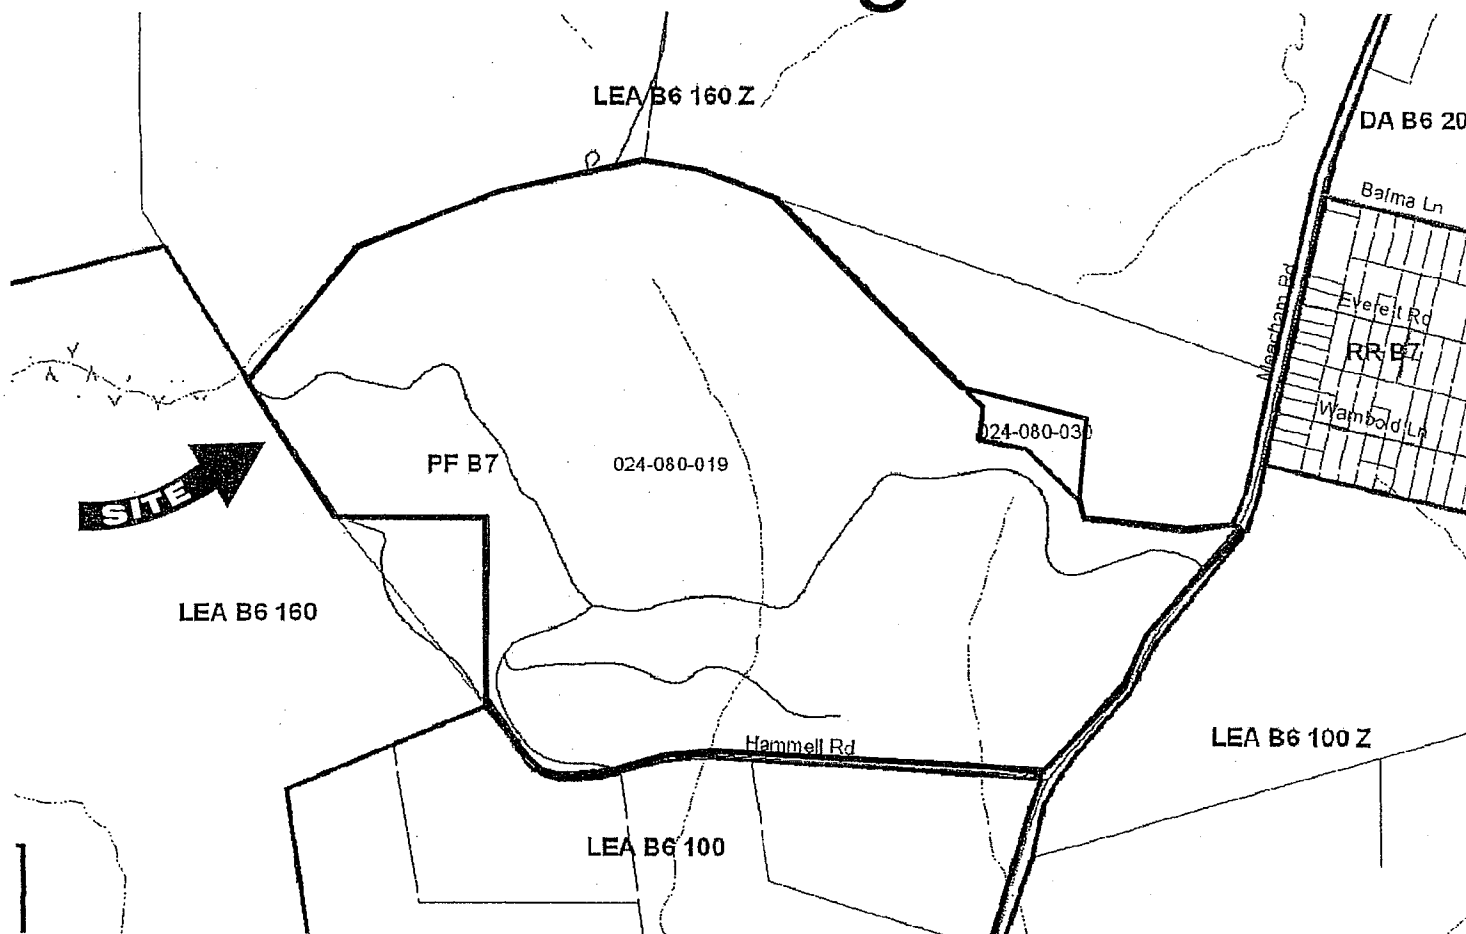 LEA B6 160 Z
DA B6 20
Balma Ln
Meacham Rd
Everett Rd
RR B7
Wambold Ln
024-080-030
PF B7
024-080-019
SITE
LEA B6 160
Hammell Rd
LEA B6 100 Z
LEA B6 100